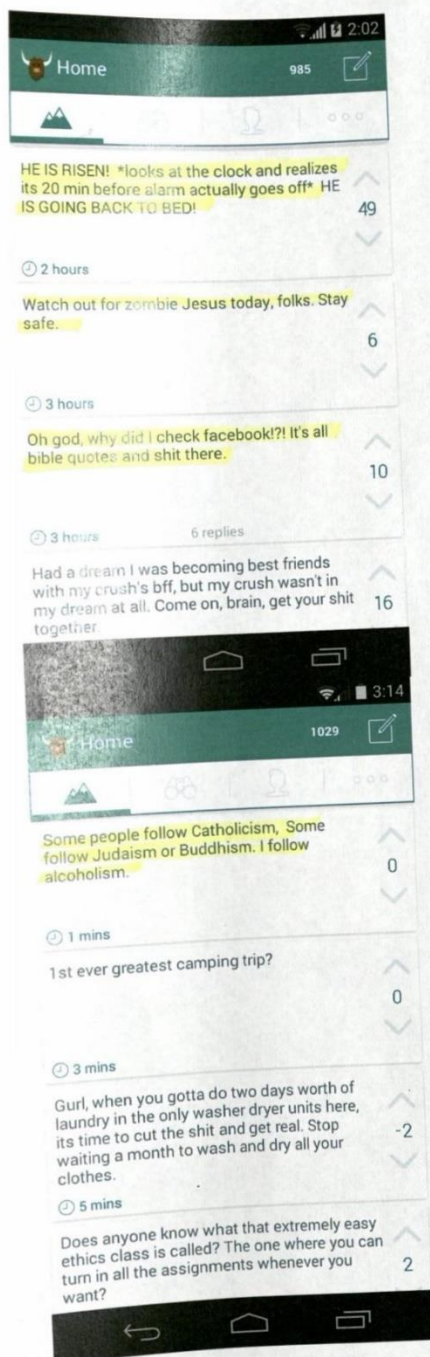 2:02
Home 985
HE IS RISEN! *looks at the clock and realizes
its 20 min before alarm actually goes off* HE
IS GOING BACK TO BED!
49
2 hours
Watch out for zombie Jesus today, folks. Stay
safe.
6
3 hours
Oh god, why did I check facebook!?! It's all
bible quotes and shit there.
10
3 hours 6 replies
Had a dream I was becoming best friends
with my crush's bff, but my crush wasn't in
my dream at all. Come on, brain, get your shit
together
16
3:14
Home 1029
Some people follow Catholicism, Some
follow Judaism or Buddhism. I follow
alcoholism.
0
1 mins
1st ever greatest camping trip?
0
3 mins
Gurl, when you gotta do two days worth of
laundry in the only washer dryer units here,
its time to cut the shit and get real. Stop
waiting a month to wash and dry all your
clothes.
-2
5 mins
Does anyone know what that extremely easy
ethics class is called? The one where you can
turn in all the assignments whenever you
want?
2